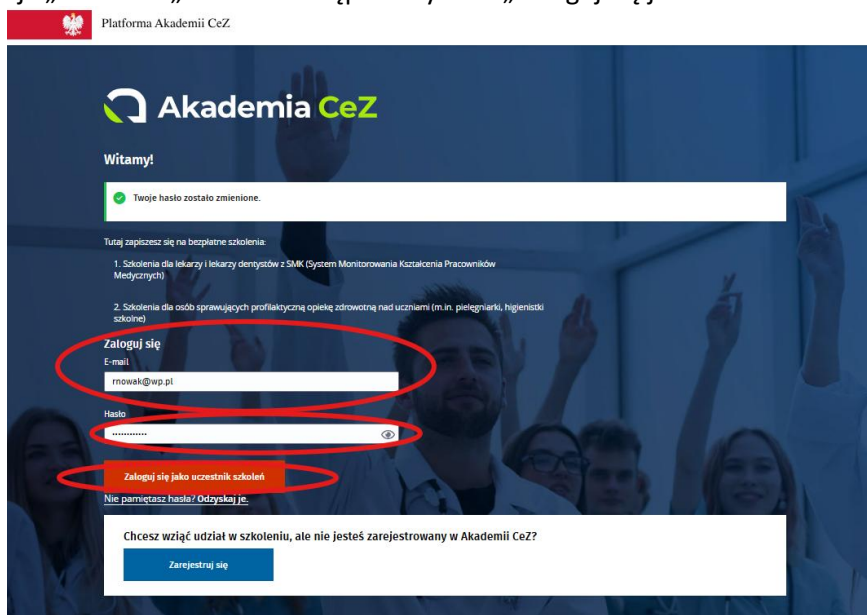 Platforma Akademii CeZ
Akademia CeZ
Witamy!
Twoje hasło zostało zmienione.
Tutaj zapiszesz się na bezpłatne szkolenia:
1. Szkolenia dla lekarzy i lekarzy dentystów z SMK (System Monitorowania Kształcenia Pracowników
Medycznych)
2. Szkolenia dla osób sprawujących profilaktyczną opiekę zdrowotną nad uczniami (m.in. pielęgniarki, higienistki
szkolne)
Zaloguj się
E-mail
rnowak@wp.pl
Hasło
••••••••••••
Zaloguj się jako uczestnik szkoleń
Nie pamiętasz hasła? Odzyskaj je.
Chcesz wziąć udział w szkoleniu, ale nie jesteś zarejestrowany w Akademii CeZ?
Zarejestruj się